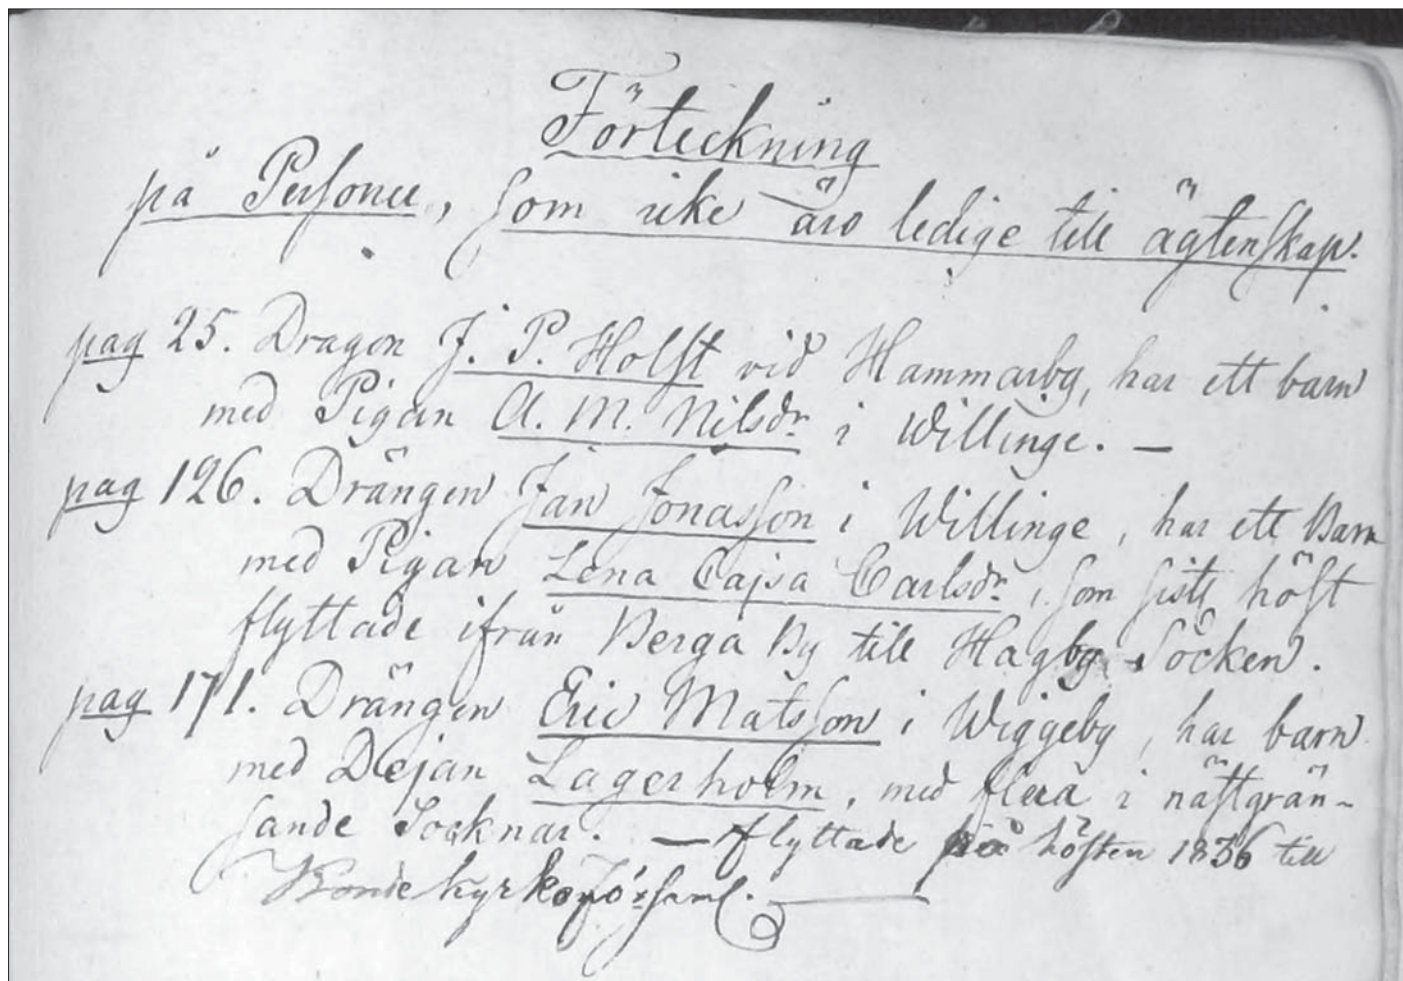 Förteckning
på Personer, som icke äro ledige till ägtenskap.
pag 25. Dragon J. P. Holst vid Hammarby, har ett barn
med Pigan A. M. Nilsdr i Willinge. —
pag 126. Drängen Jan Jonasson i Willinge, har ett Barn
med Pigan Lena Cajsa Carlsdr, som sistl höst
flyttade ifrån Berga By till Hagby Socken.
pag 171. Drängen Eric Matsson i Wiggeby, har barn
med Dejan Lagerholm, med flera i nästgrän-
sande Socknar. — flyttade på hösten 1836 till
Bondekyrko församl. —